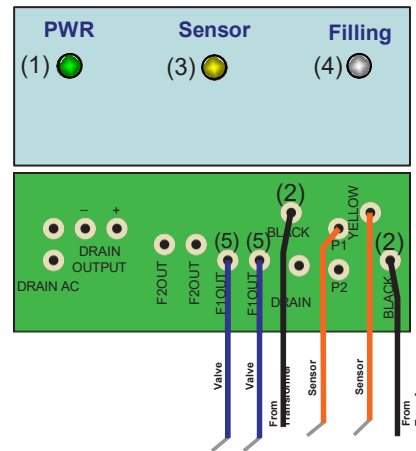 PWR Sensor Filling
(1) (3) (4)
(2)
– + (5) (5) BLACK P1 YELLOW
DRAIN OUTPUT (2)
DRAIN AC F2OUT F2OUT F1OUT F1OUT DRAIN P2 BLACK
Valve Valve From Transformer Sensor Sensor From